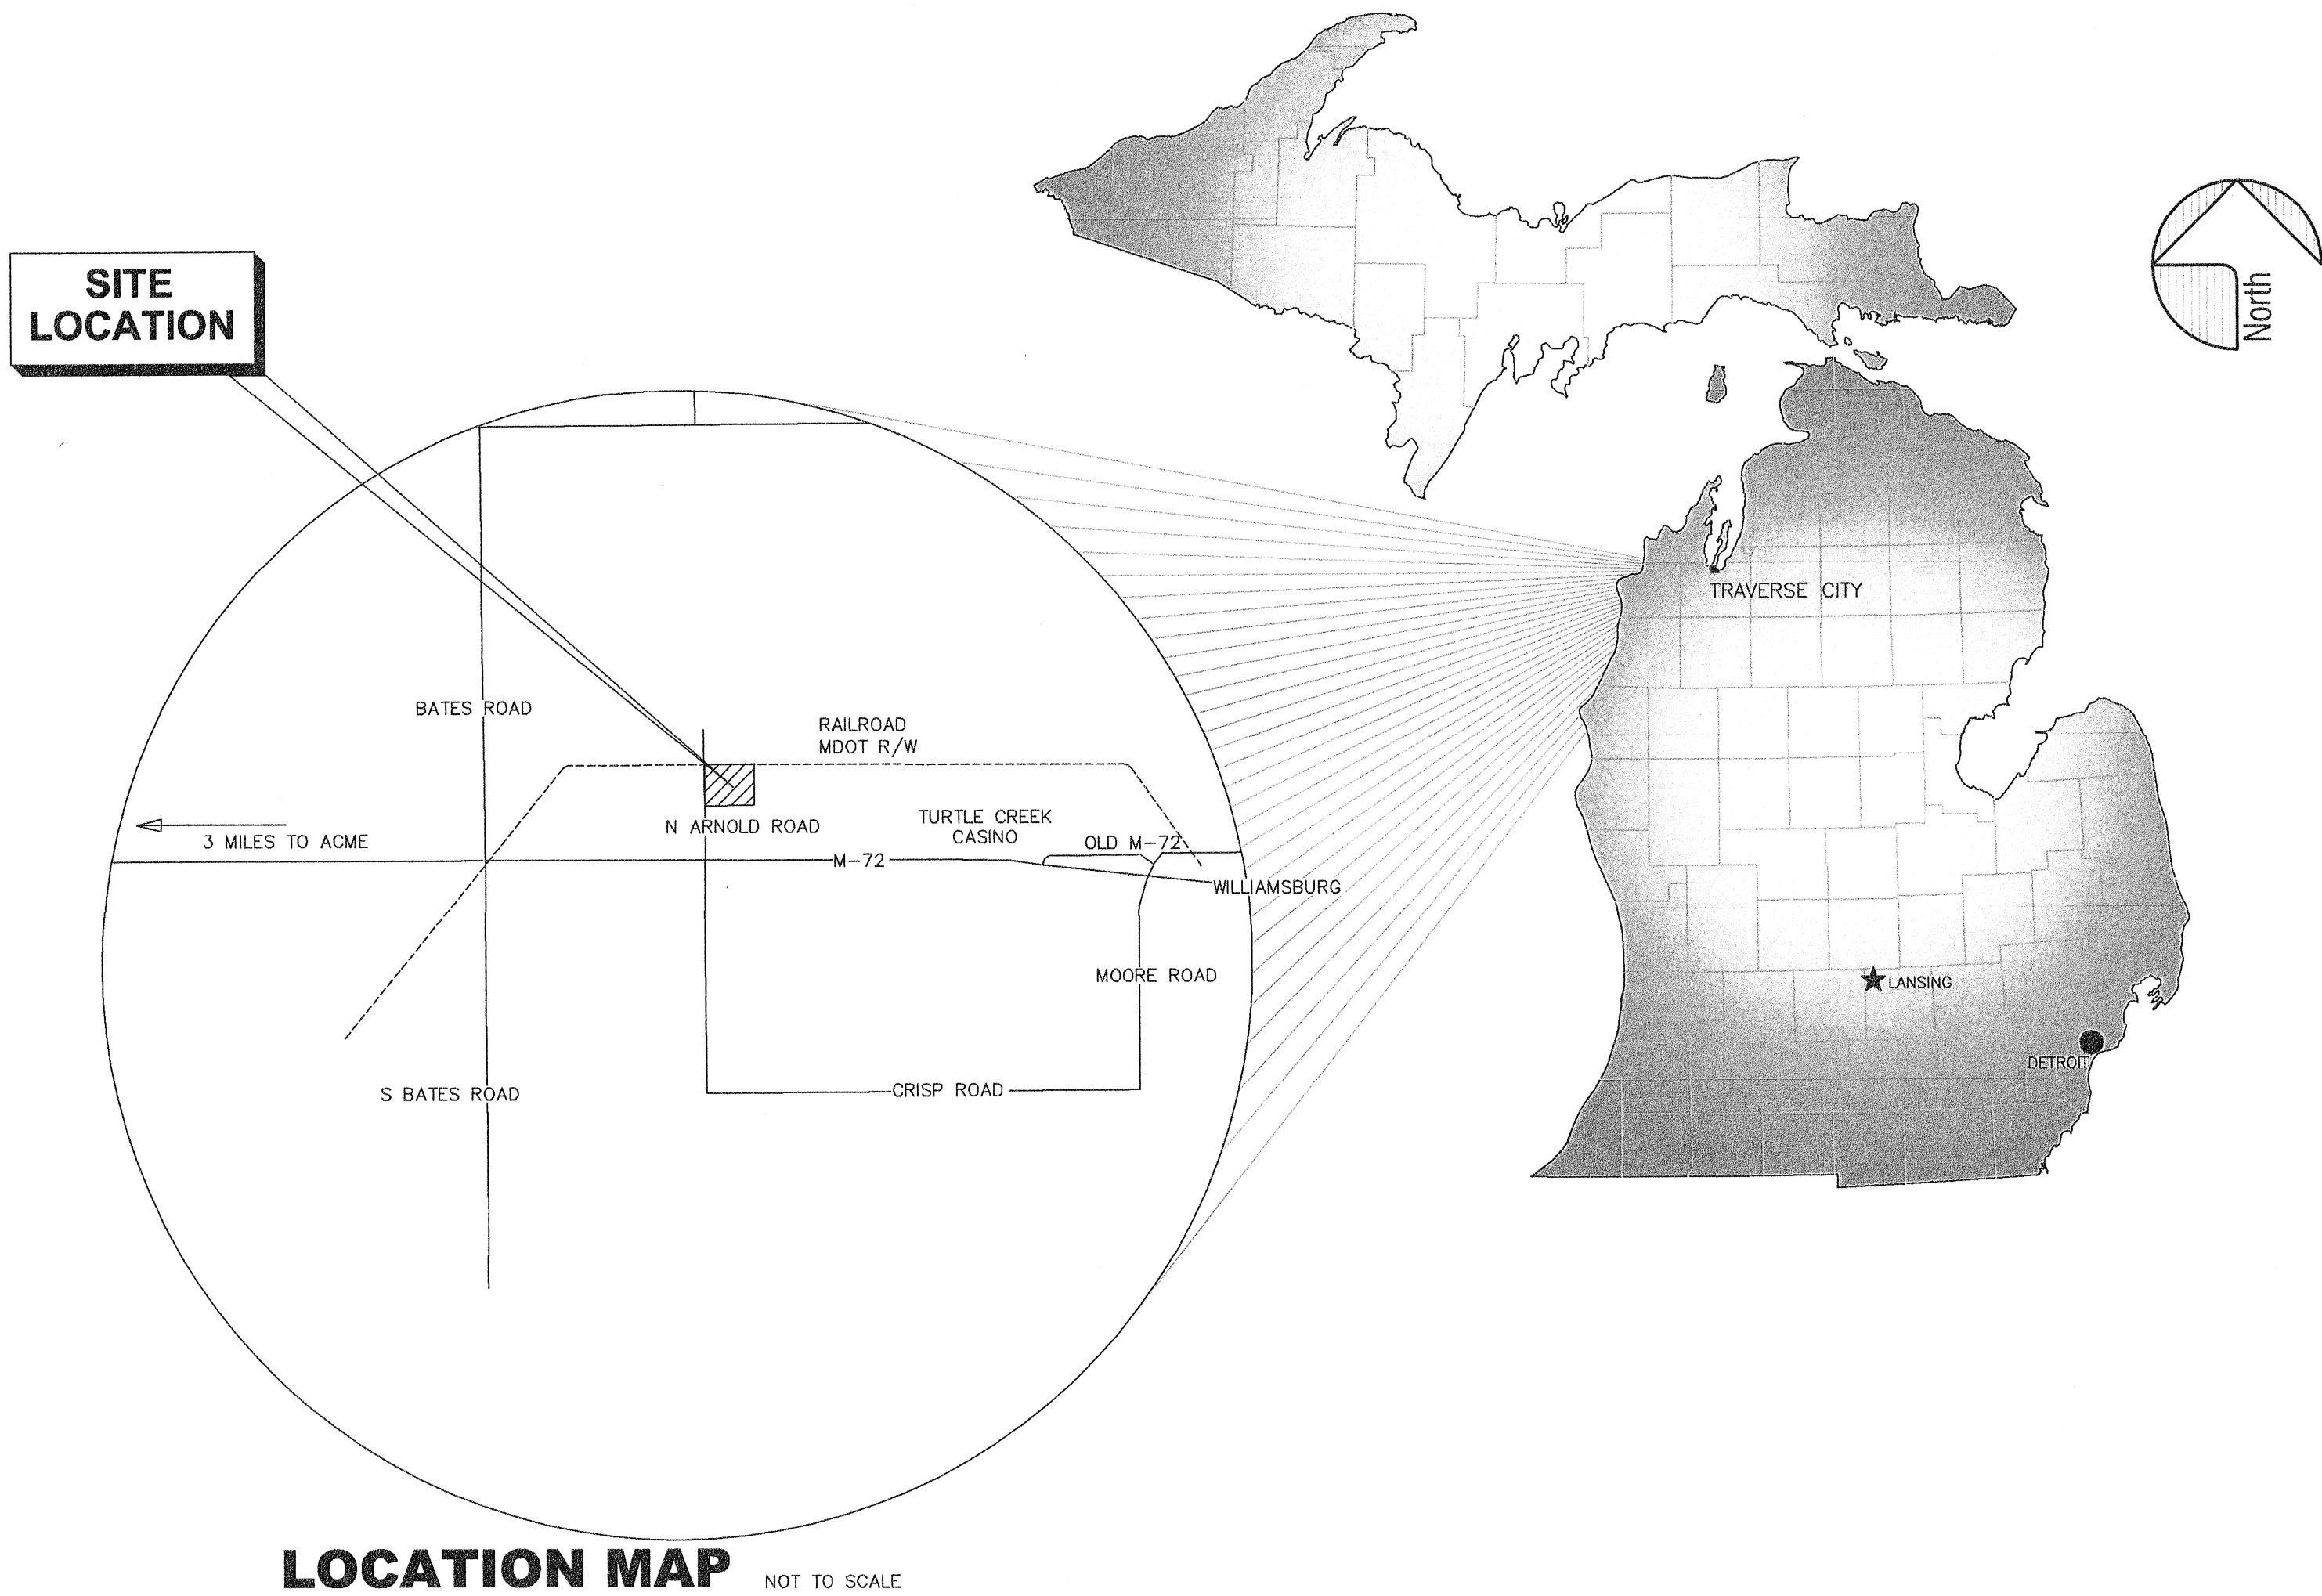 SITE
LOCATION
North
TRAVERSE CITY
BATES ROAD
RAILROAD
MDOT R/W
N ARNOLD ROAD
TURTLE CREEK
CASINO
3 MILES TO ACME
OLD M-72
M-72
WILLIAMSBURG
MOORE ROAD
LANSING
DETROIT
S BATES ROAD
CRISP ROAD
LOCATION MAP
NOT TO SCALE